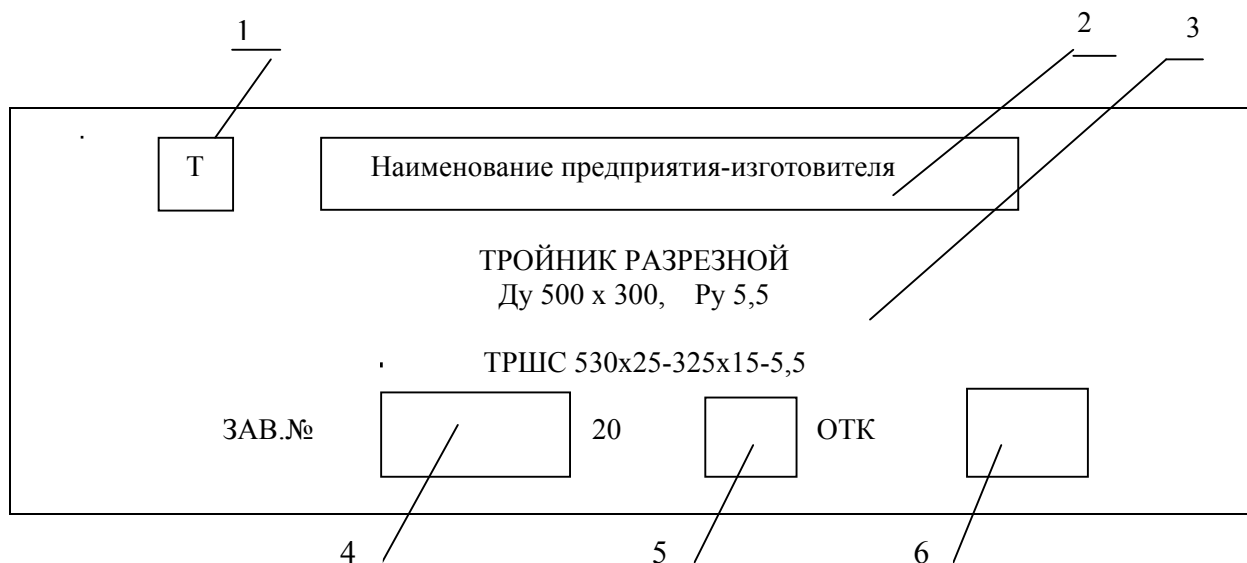 1
2
3
Т
Наименование предприятия-изготовителя
ТРОЙНИК РАЗРЕЗНОЙ
Ду 500 х 300, Ру 5,5
ТРШС 530х25-325х15-5,5
ЗАВ.№ 20 ОТК
4 5 6